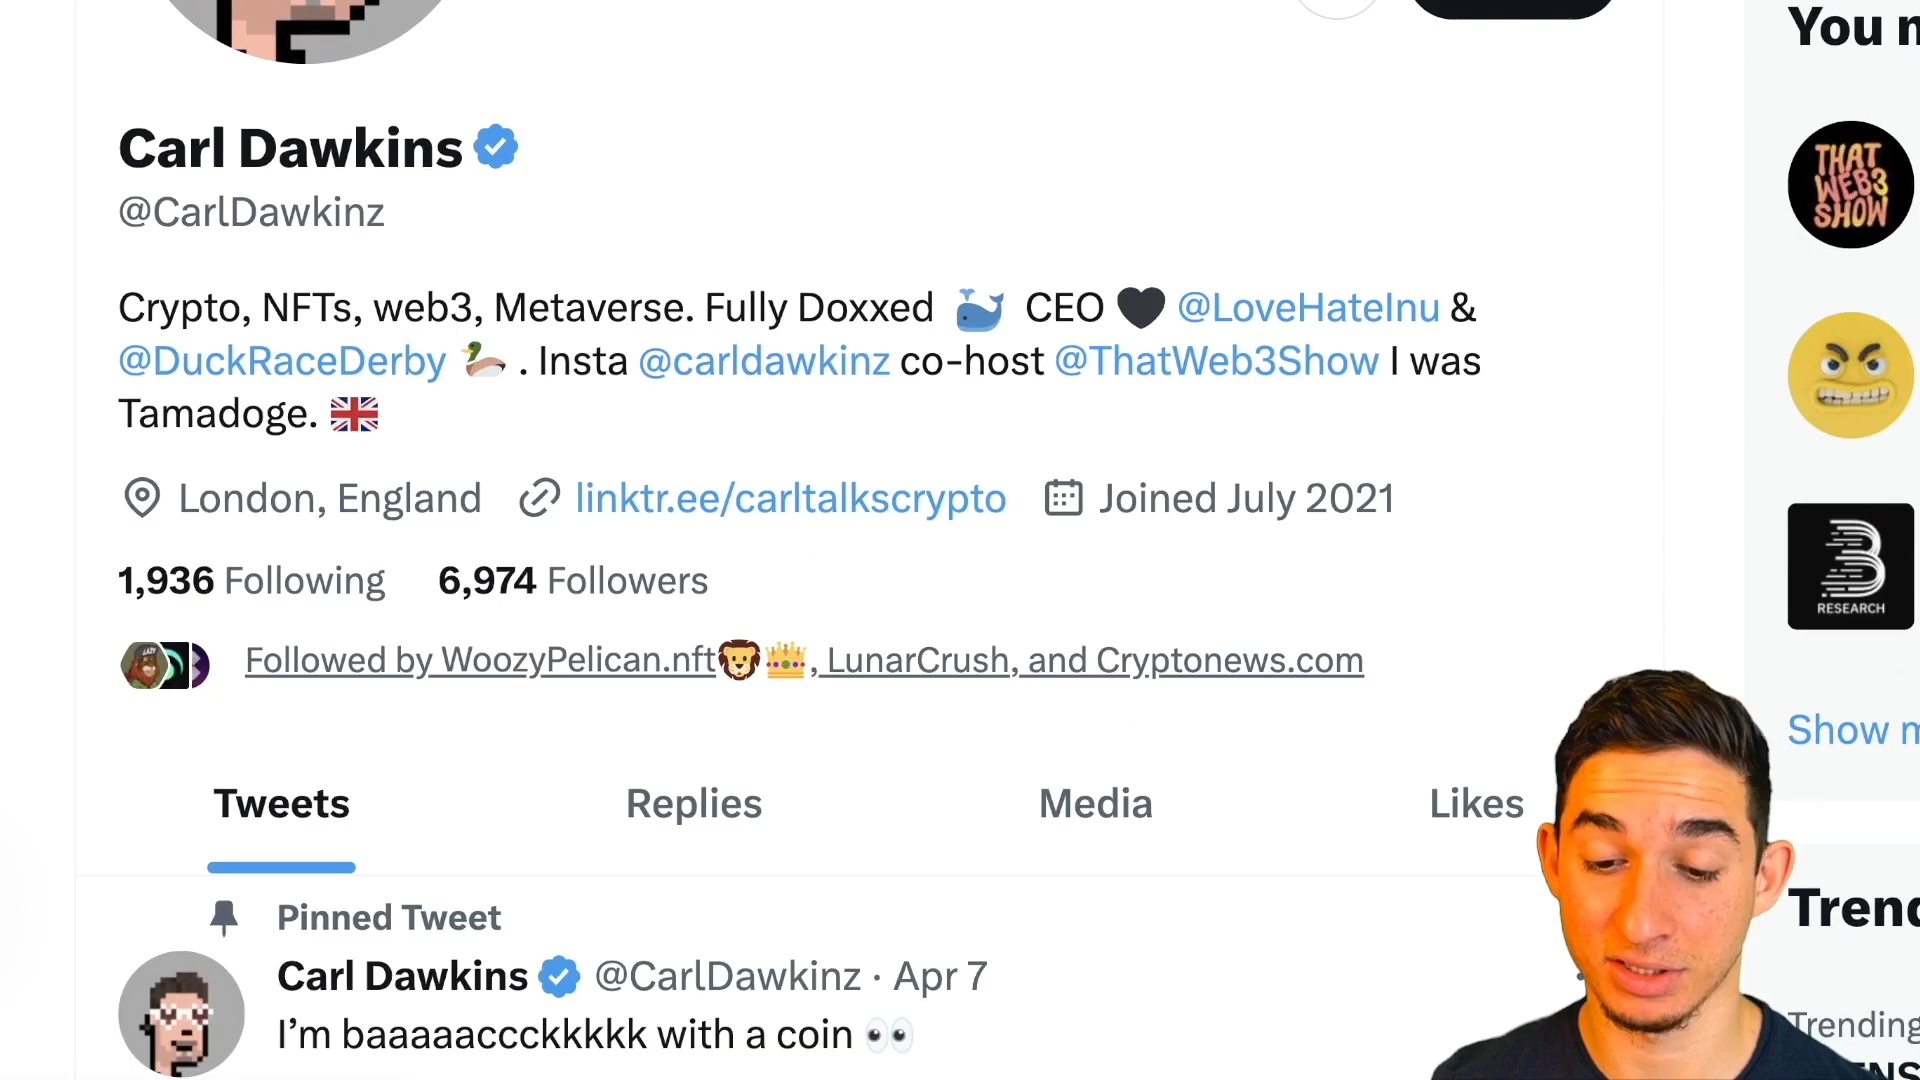 You
Carl Dawkins
@CarlDawkinz
THAT
WEB3
SHOW
Crypto, NFTs, web3, Metaverse. Fully Doxxed 🐳 CEO 🖤 @LoveHateInu &
@DuckRaceDerby 🦆 . Insta @carldawkinz co-host @ThatWeb3Show I was
Tamadoge. 🇬🇧
London, England linktr.ee/carltalkscrypto Joined July 2021
RESEARCH
1,936 Following 6,974 Followers
Followed by WoozyPelican.nft🦁👑, LunarCrush, and Cryptonews.com
Show
Tweets Replies Media Likes
Pinned Tweet
Carl Dawkins @CarlDawkinz · Apr 7
I'm baaaaaccckkkkk with a coin 👀
Trending